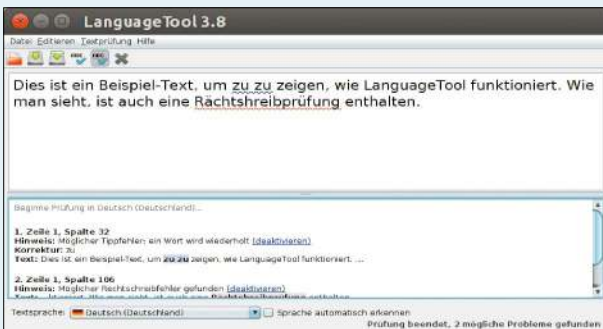 LanguageTool 3.8
Datei Editieren Textprüfung Hilfe
Dies ist ein Beispiel-Text, um zu zu zeigen, wie LanguageTool funktioniert. Wie
man sieht, ist auch eine Rächtshreibprüfung enthalten.
Beginne Prüfung in Deutsch (Deutschland)...
1. Zeile 1, Spalte 32
Hinweis: Möglicher Tippfehler: ein Wort wird wiederholt (deaktivieren)
Korrektur: zu
Text: Dies ist ein Beispiel-Text, um zu zu zeigen, wie LanguageTool funktioniert. ...
2. Zeile 1, Spalte 106
Hinweis: Möglicher Rechtschreibfehler gefunden (deaktivieren)
Textsprache: Deutsch (Deutschland) Sprache automatisch erkennen
Prüfung beendet, 2 mögliche Probleme gefunden